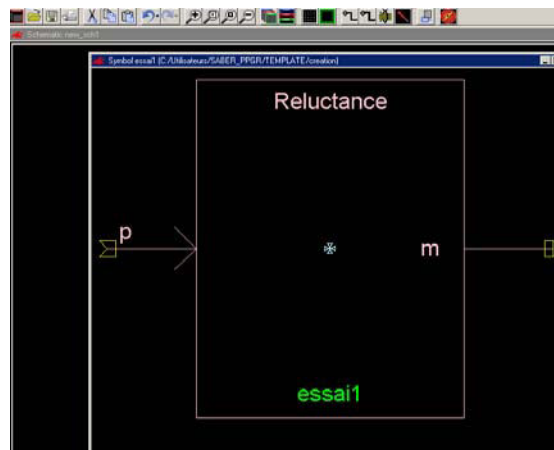 Schematic new_sch1
Symbol essai1 (C:/Utilisateurs/SABER_PPGR/TEMPLATE/creation)
Reluctance
p
m
essai1